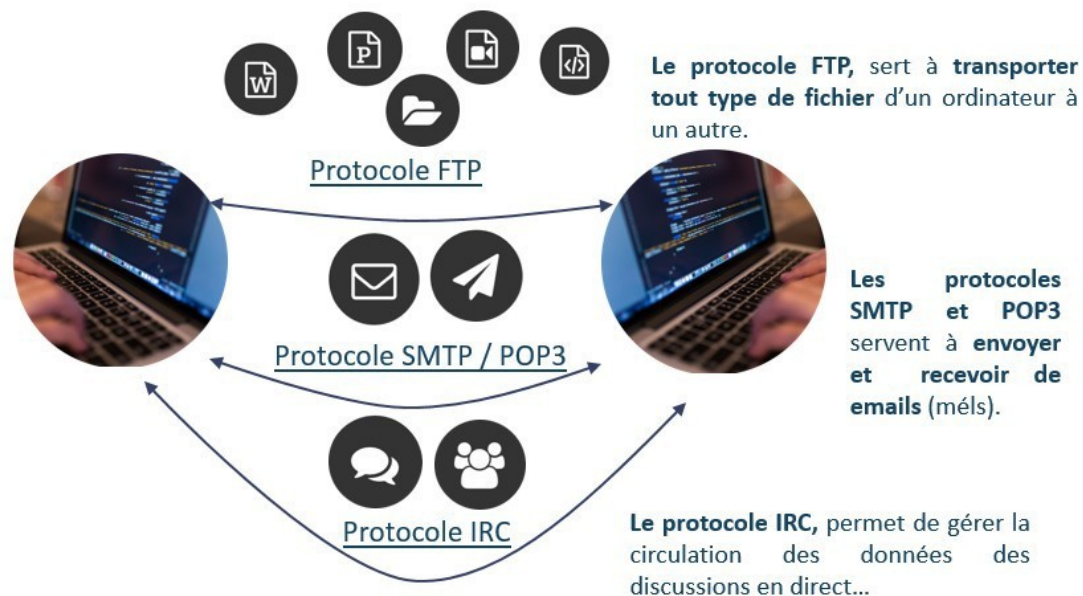 W
P
</>
Le protocole FTP, sert à transporter
tout type de fichier d'un ordinateur à
un autre.
Protocole FTP
Les protocoles
SMTP et POP3
servent à envoyer
et recevoir de
emails (méls).
Protocole SMTP / POP3
Protocole IRC
Le protocole IRC, permet de gérer la
circulation des données des
discussions en direct...